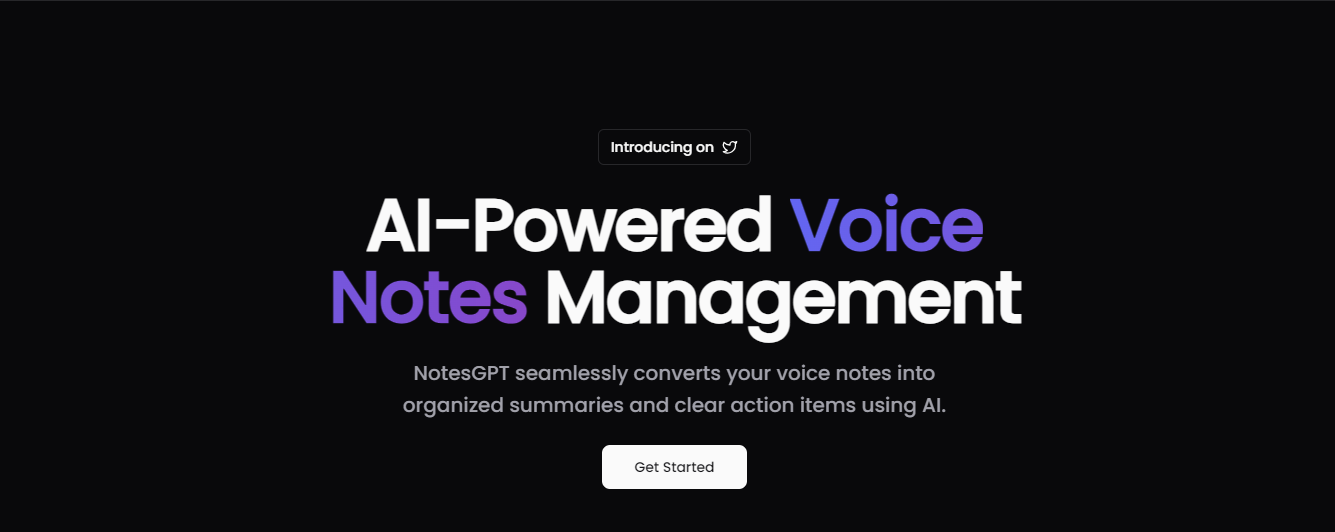 Introducing on
AI-Powered Voice
Notes Management
NotesGPT seamlessly converts your voice notes into
organized summaries and clear action items using AI.
Get Started